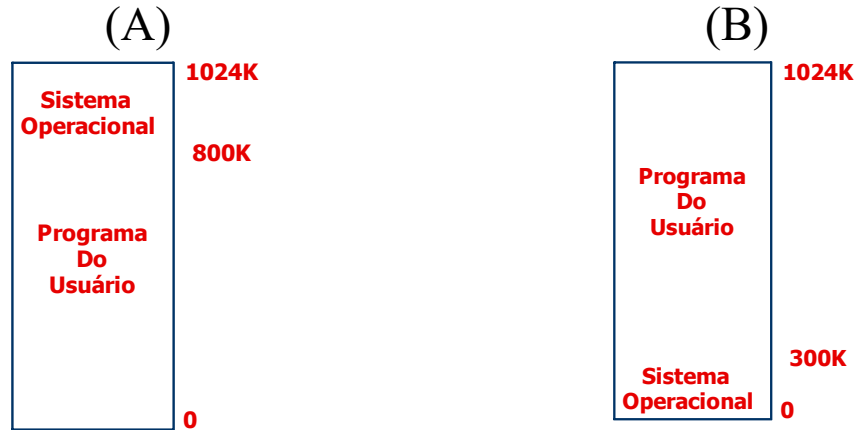 (A)
1024K
Sistema
Operacional
800K
Programa
Do
Usuário
0
(B)
1024K
Programa
Do
Usuário
300K
Sistema
Operacional
0